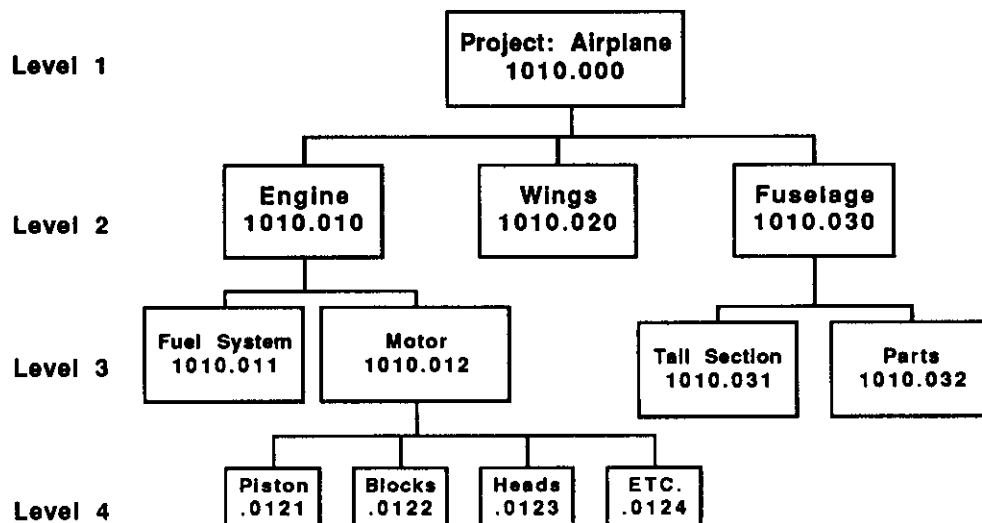 Level 1
Project: Airplane
1010.000
Level 2
Engine
1010.010
Wings
1010.020
Fuselage
1010.030
Level 3
Fuel System
1010.011
Motor
1010.012
Tail Section
1010.031
Parts
1010.032
Level 4
Piston
.0121
Blocks
.0122
Heads
.0123
ETC.
.0124